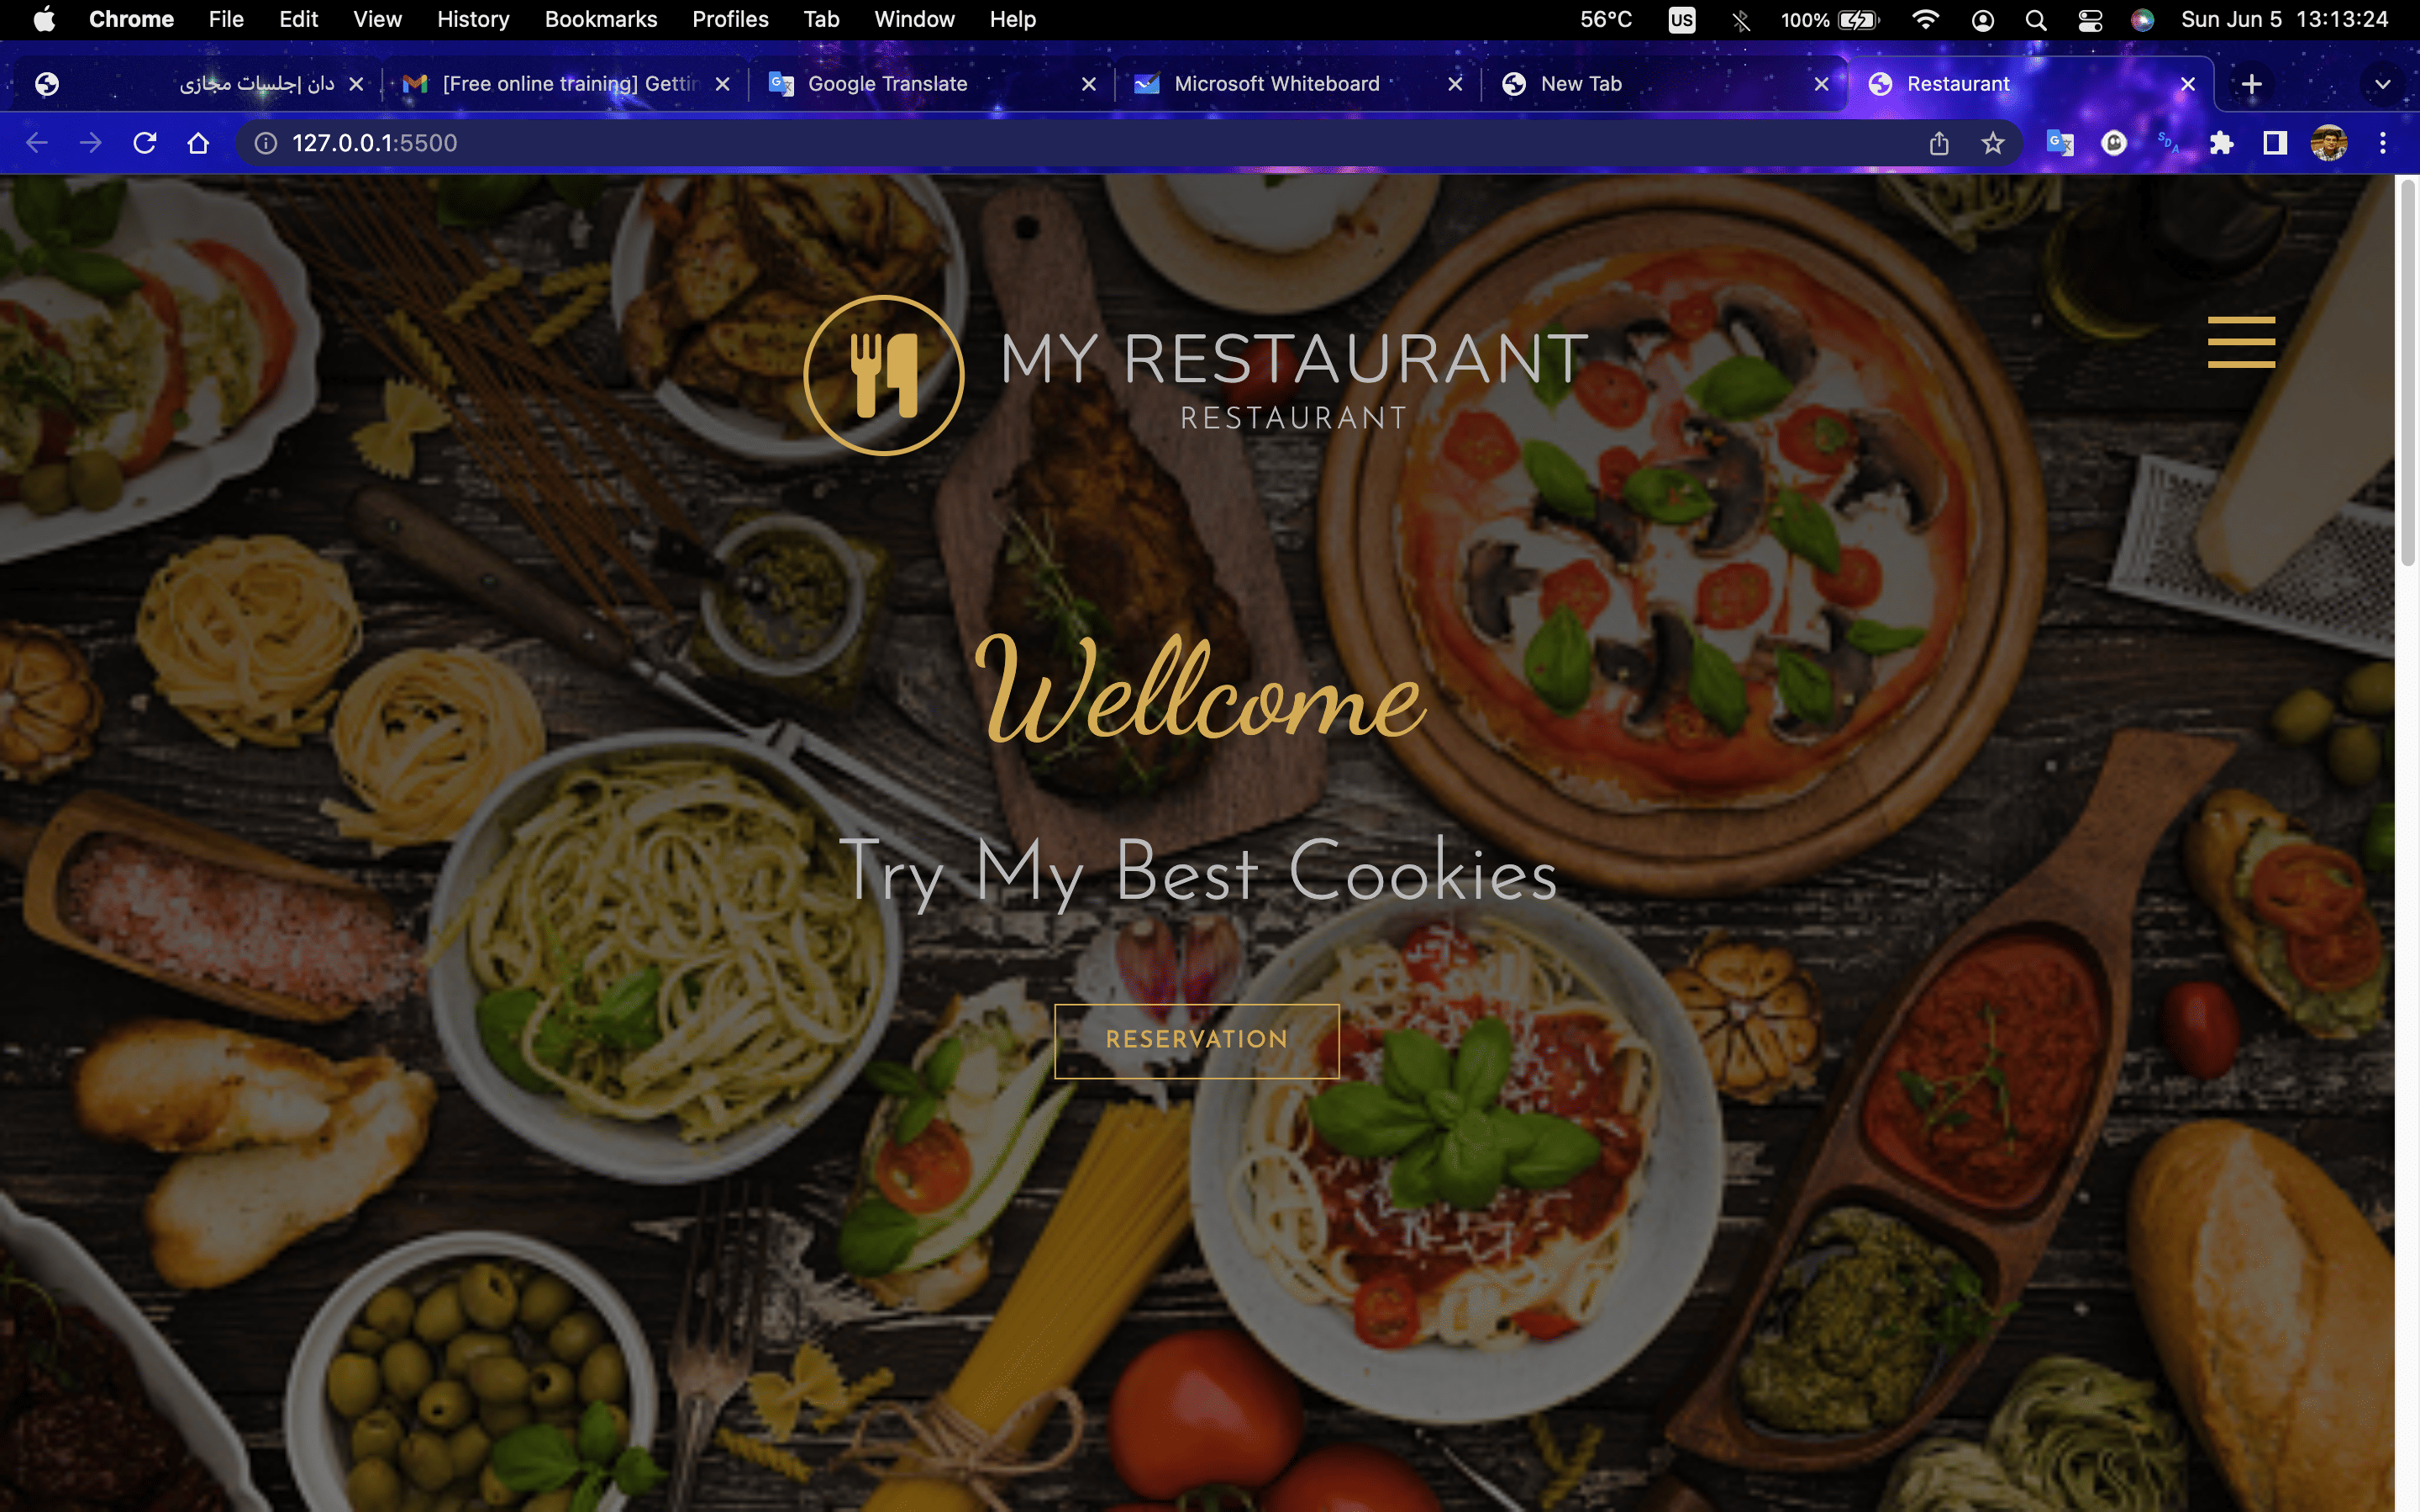 Chrome File Edit View History Bookmarks Profiles Tab Window Help 56°C US 100% Sun Jun 5 13:13:24
دان |جلسات مجازی [Free online training] Gettin Google Translate Microsoft Whiteboard New Tab Restaurant
127.0.0.1:5500
MY RESTAURANT
RESTAURANT
Wellcome
Try My Best Cookies
RESERVATION